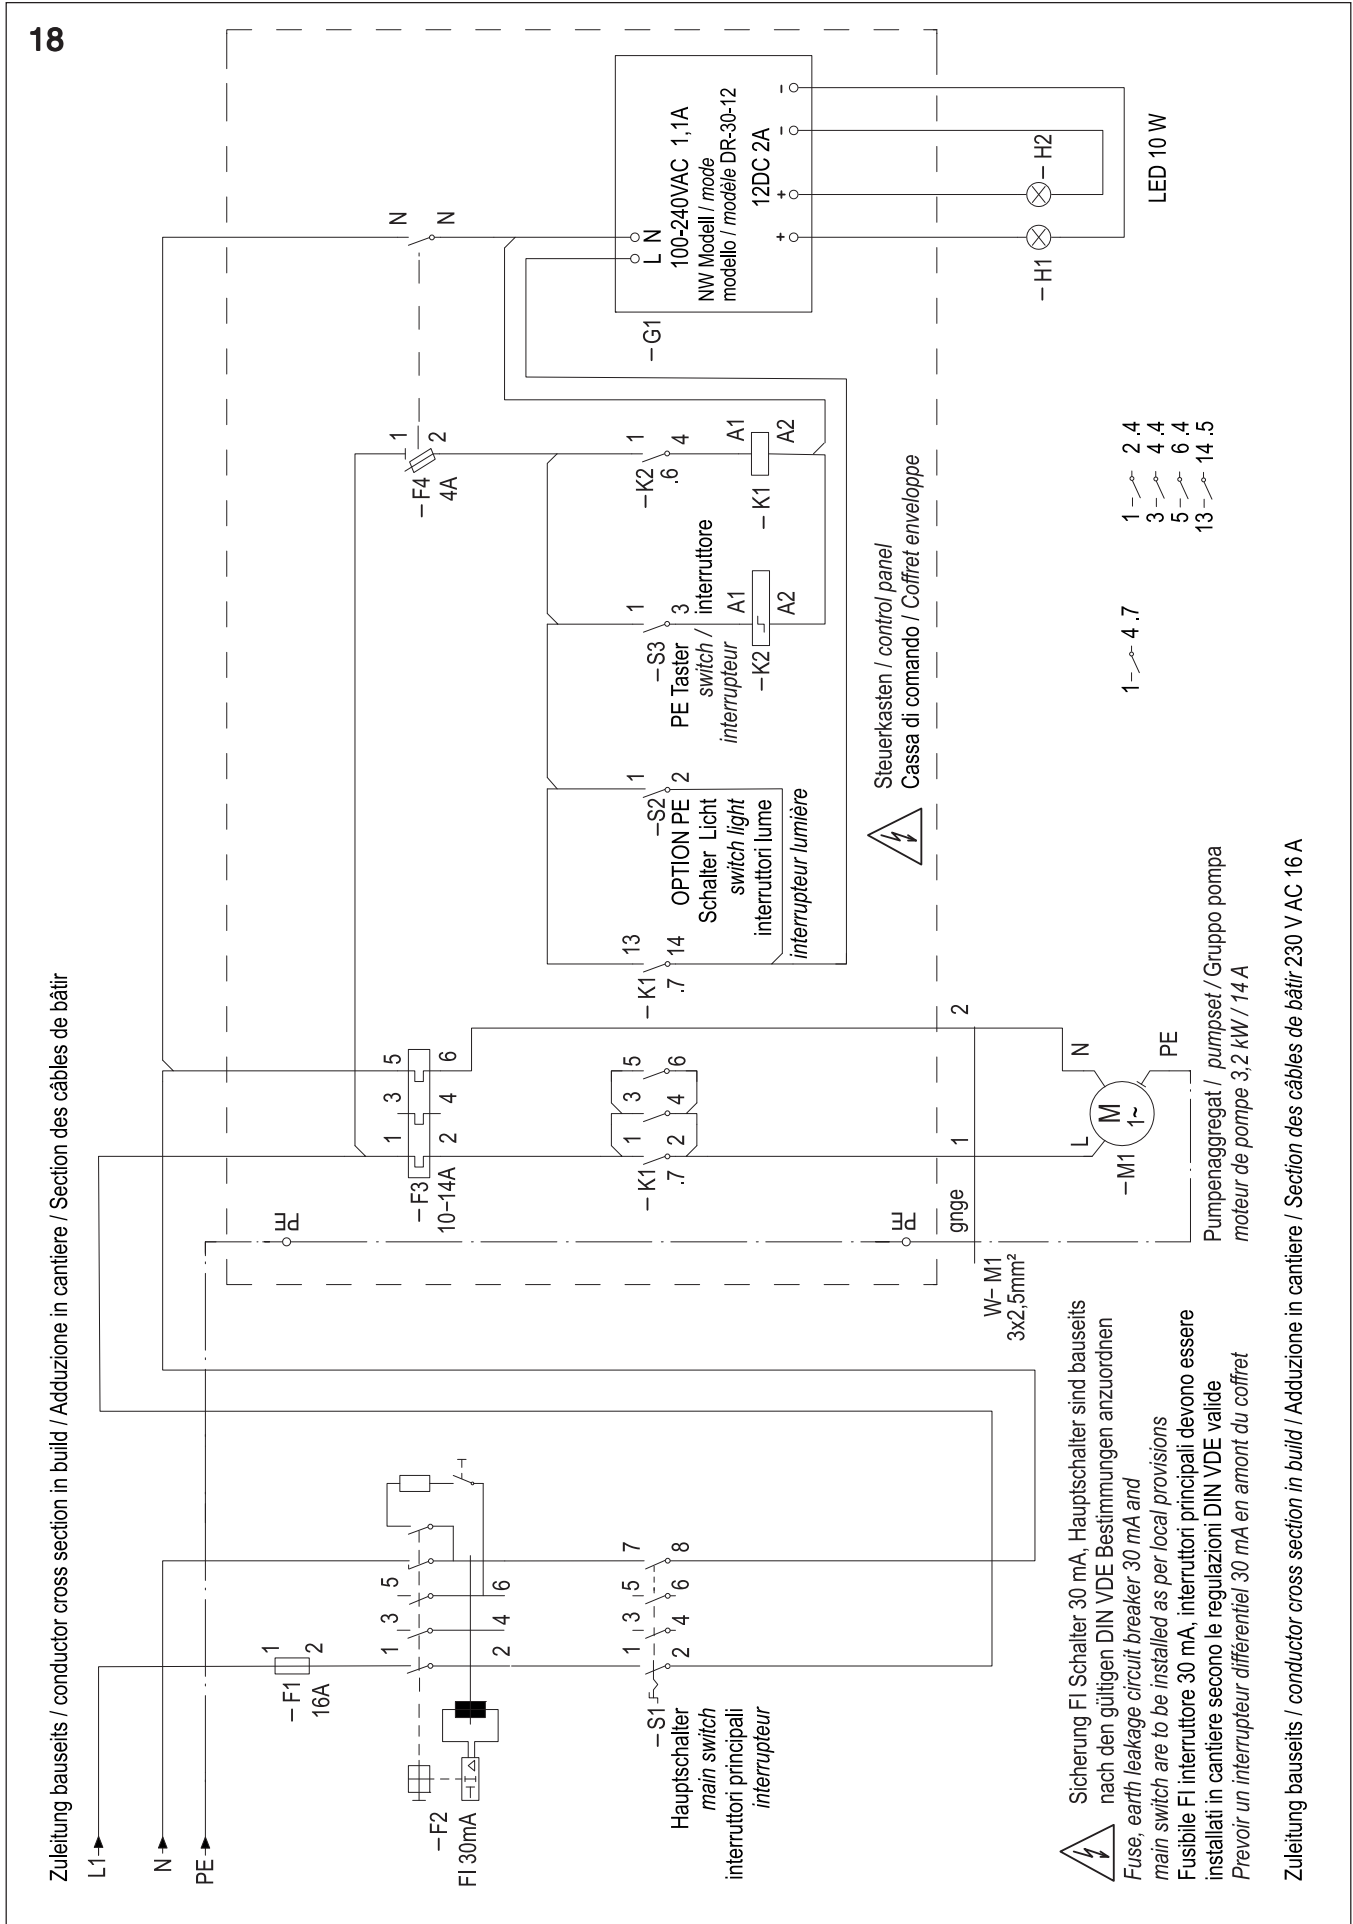 18
Zuleitung bauseits / conductor cross section in build / Adduzione in cantiere / Section des câbles de bâtir
L1
N
PE
– F1
16A
1
2
– F2
FI 30mA
1
3
5
2
4
6
– S1
Hauptschalter
main switch
interruttori principali
interrupteur
1
3
5
7
2
4
6
8
PE
PE
– F3
10–14A
1
3
5
2
4
6
– K1
.7
1
3
5
2
4
6
gnge
1
2
W– M1
3x2,5mm²
L
N
PE
M
1~
– M1
Pumpenaggregat / pumpset / Gruppo pompa
moteur de pompe 3,2 kW / 14 A
– K1
.7
13
14
– S2
1
2
OPTION PE
Schalter Licht
switch light
interruttori lume
interrupteur lumière
– S3
1
3
PE Taster
switch / interruttore
interrupteur
– K2
A1
A2
– F4
4A
1
2
N
N
– K2
.6
1
4
– K1
A1
A2
– G1
L N
100-240VAC 1,1A
NW Modell / mode
modello / modèle DR-30-12
12DC 2A
+ + - -
– H1
– H2
LED 10 W
Steuerkasten / control panel
Cassa di comando / Coffret enveloppe
1 4 .7
1 2 .4
3 4 .4
5 6 .4
13 14 .5
Sicherung FI Schalter 30 mA, Hauptschalter sind bauseits
nach den gültigen DIN VDE Bestimmungen anzuordnen
Fuse, earth leakage circuit breaker 30 mA and
main switch are to be installed as per local provisions
Fusibile FI interruttore 30 mA, interruttori principali devono essere
installati in cantiere secono le regulazioni DIN VDE valide
Prevoir un interrupteur différentiel 30 mA en amont du coffret
Zuleitung bauseits / conductor cross section in build / Adduzione in cantiere / Section des câbles de bâtir 230 V AC 16 A